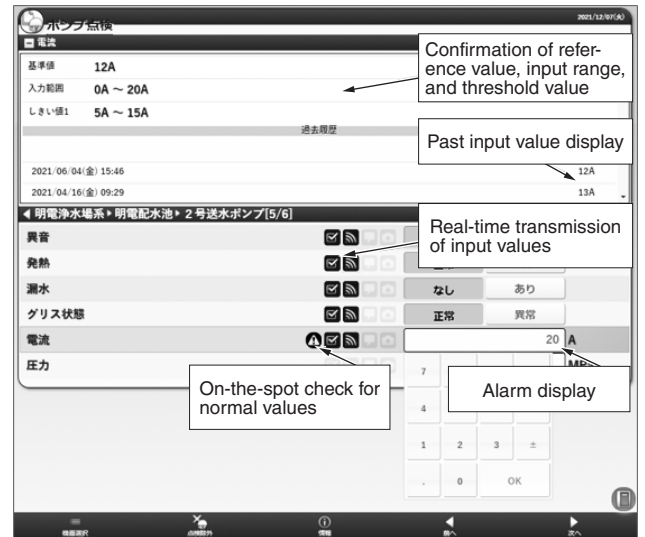 ポンプ点検
2021/12/07(火)
電流
基準値 12A
入力範囲 0A ～ 20A
しきい値1 5A ～ 15A
過去履歴
2021/06/04(金) 15:46 12A
2021/04/16(金) 09:29 13A
Confirmation of refer-
ence value, input range,
and threshold value
Past input value display
明電浄水場系▶明電配水池▶2号送水ポンプ[5/6]
異音
発熱
漏水 なし あり
グリス状態 正常 異常
電流 20 A
圧力
Real-time transmission
of input values
On-the-spot check for
normal values
Alarm display
7
4
1 2 3 ±
. 0 OK
機器選択 点検除外 情報 前へ 次へ